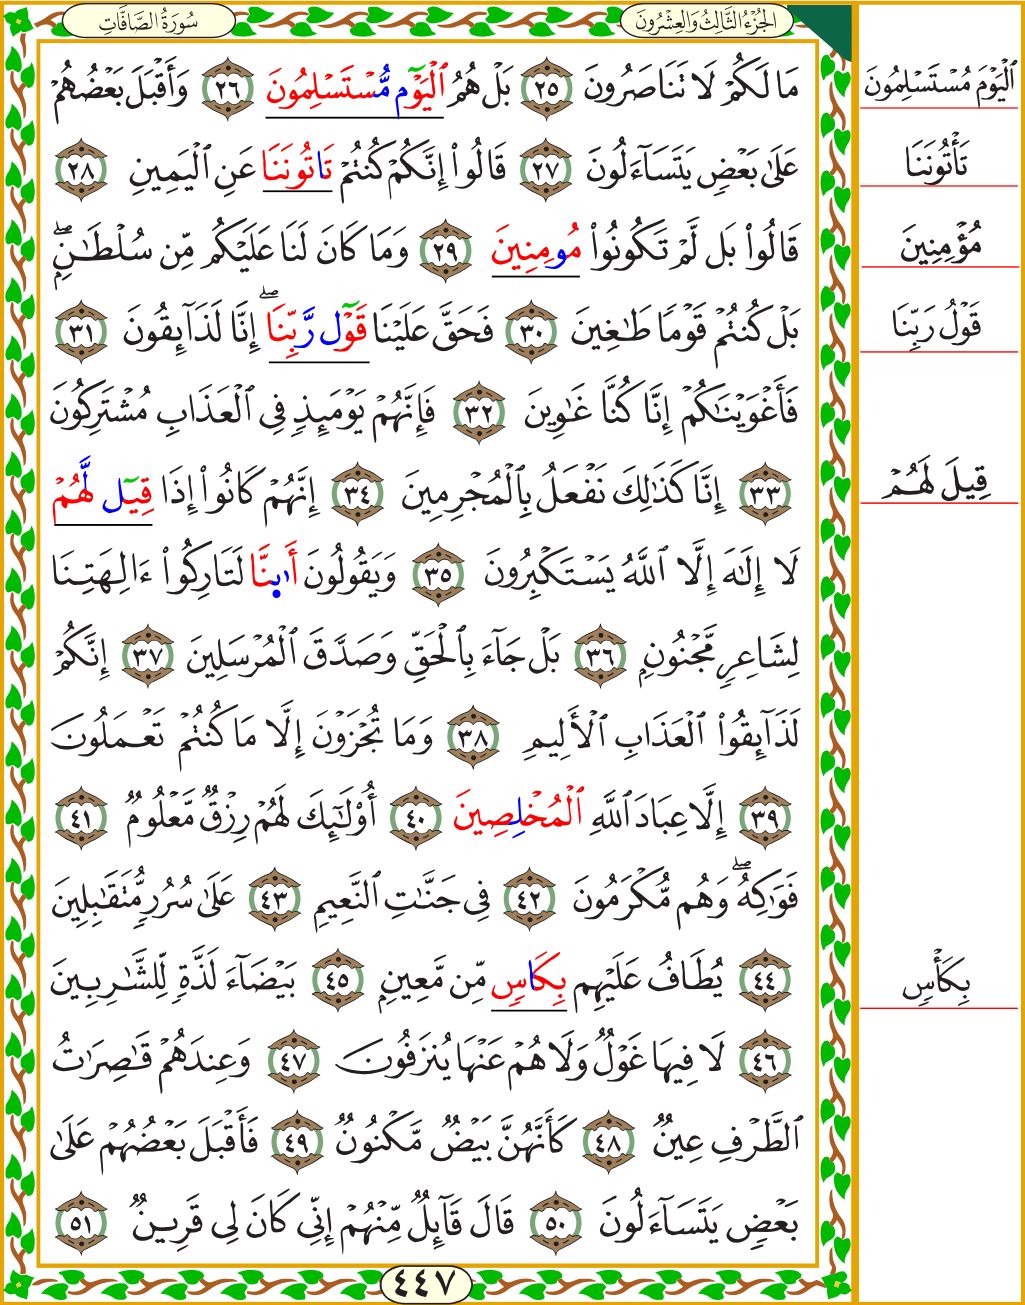 سُورَةُ الصَّافَّاتِ
الجُزْءُ الثَّالِثُ وَالعِشْرُونَ
مَا لَكُمْ لَا تَنَاصَرُونَ ٢٥ بَلْ هُمُ ٱلْيَوْم مُّسْتَسْلِمُونَ ٢٦ وَأَقْبَلَ بَعْضُهُمْ
عَلَىٰ بَعْضٍ يَتَسَآءَلُونَ ٢٧ قَالُوٓا۟ إِنَّكُمْ كُنتُمْ تَاتُونَنَا عَنِ ٱلْيَمِينِ ٢٨
قَالُوا۟ بَل لَّمْ تَكُونُوا۟ مُومِنِينَ ٢٩ وَمَا كَانَ لَنَا عَلَيْكُم مِّن سُلْطَٰنٍۭ ۖ
بَلْ كُنتُمْ قَوْمًا طَٰغِينَ ٣٠ فَحَقَّ عَلَيْنَا قَوْل رَّبِّنَآ ۖ إِنَّا لَذَآئِقُونَ ٣١
فَأَغْوَيْنَٰكُمْ إِنَّا كُنَّا غَٰوِينَ ٣٢ فَإِنَّهُمْ يَوْمَئِذٍ فِى ٱلْعَذَابِ مُشْتَرِكُونَ
٣٣ إِنَّا كَذَٰلِكَ نَفْعَلُ بِٱلْمُجْرِمِينَ ٣٤ إِنَّهُمْ كَانُوٓا۟ إِذَا قِيل لَّهُمْ
لَآ إِلَٰهَ إِلَّا ٱللَّهُ يَسْتَكْبِرُونَ ٣٥ وَيَقُولُونَ أَاى۪نَّا لَتَارِكُوٓا۟ ءَالِهَتِنَا
لِشَاعِرٍ مَّجْنُونٍۭ ٣٦ بَلْ جَآءَ بِٱلْحَقِّ وَصَدَّقَ ٱلْمُرْسَلِينَ ٣٧ إِنَّكُمْ
لَذَآئِقُوا۟ ٱلْعَذَابِ ٱلْأَلِيمِ ٣٨ وَمَا تُجْزَوْنَ إِلَّا مَا كُنتُمْ تَعْمَلُونَ
٣٩ إِلَّا عِبَادَ ٱللَّهِ ٱلْمُخْلِصِينَ ٤٠ أُو۟لَٰٓئِكَ لَهُمْ رِزْقٌ مَّعْلُومٌ ٤١
فَوَٰكِهُ ۖ وَهُم مُّكْرَمُونَ ٤٢ فِى جَنَّٰتِ ٱلنَّعِيمِ ٤٣ عَلَىٰ سُرُرٍ مُّتَقَٰبِلِينَ
٤٤ يُطَافُ عَلَيْهِم بِكَاسٍ مِّن مَّعِينٍۭ ٤٥ بَيْضَآءَ لَذَّةٍ لِّلشَّٰرِبِينَ
٤٦ لَا فِيهَا غَوْلٌ وَلَا هُمْ عَنْهَا يُنزَفُونَ ٤٧ وَعِندَهُمْ قَٰصِرَٰتُ
ٱلطَّرْفِ عِينٌ ٤٨ كَأَنَّهُنَّ بَيْضٌ مَّكْنُونٌ ٤٩ فَأَقْبَلَ بَعْضُهُمْ عَلَىٰ
بَعْضٍ يَتَسَآءَلُونَ ٥٠ قَالَ قَآئِلٌ مِّنْهُمْ إِنِّى كَانَ لِى قَرِينٌ ٥١
٤٤٧
ٱلْيَوْمَ مُسْتَسْلِمُونَ
تَأْتُونَنَا
مُؤْمِنِينَ
قَوْلُ رَبِّنَا
قِيلَ لَهُمْ
بِكَأْسٍ